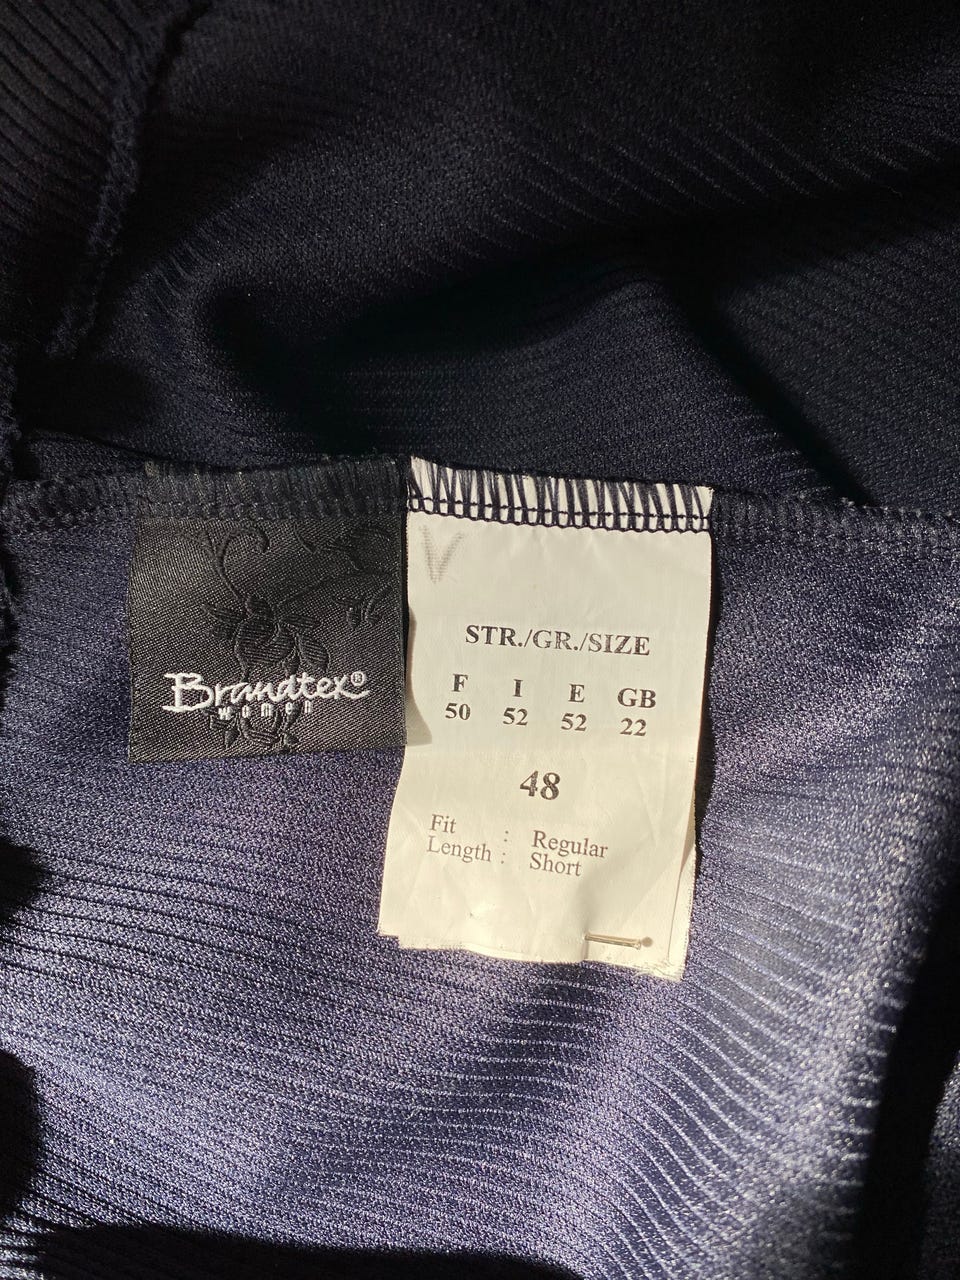 V
Brandtex®
women
STR./GR./SIZE
F I E GB
50 52 52 22
48
Fit : Regular
Length : Short